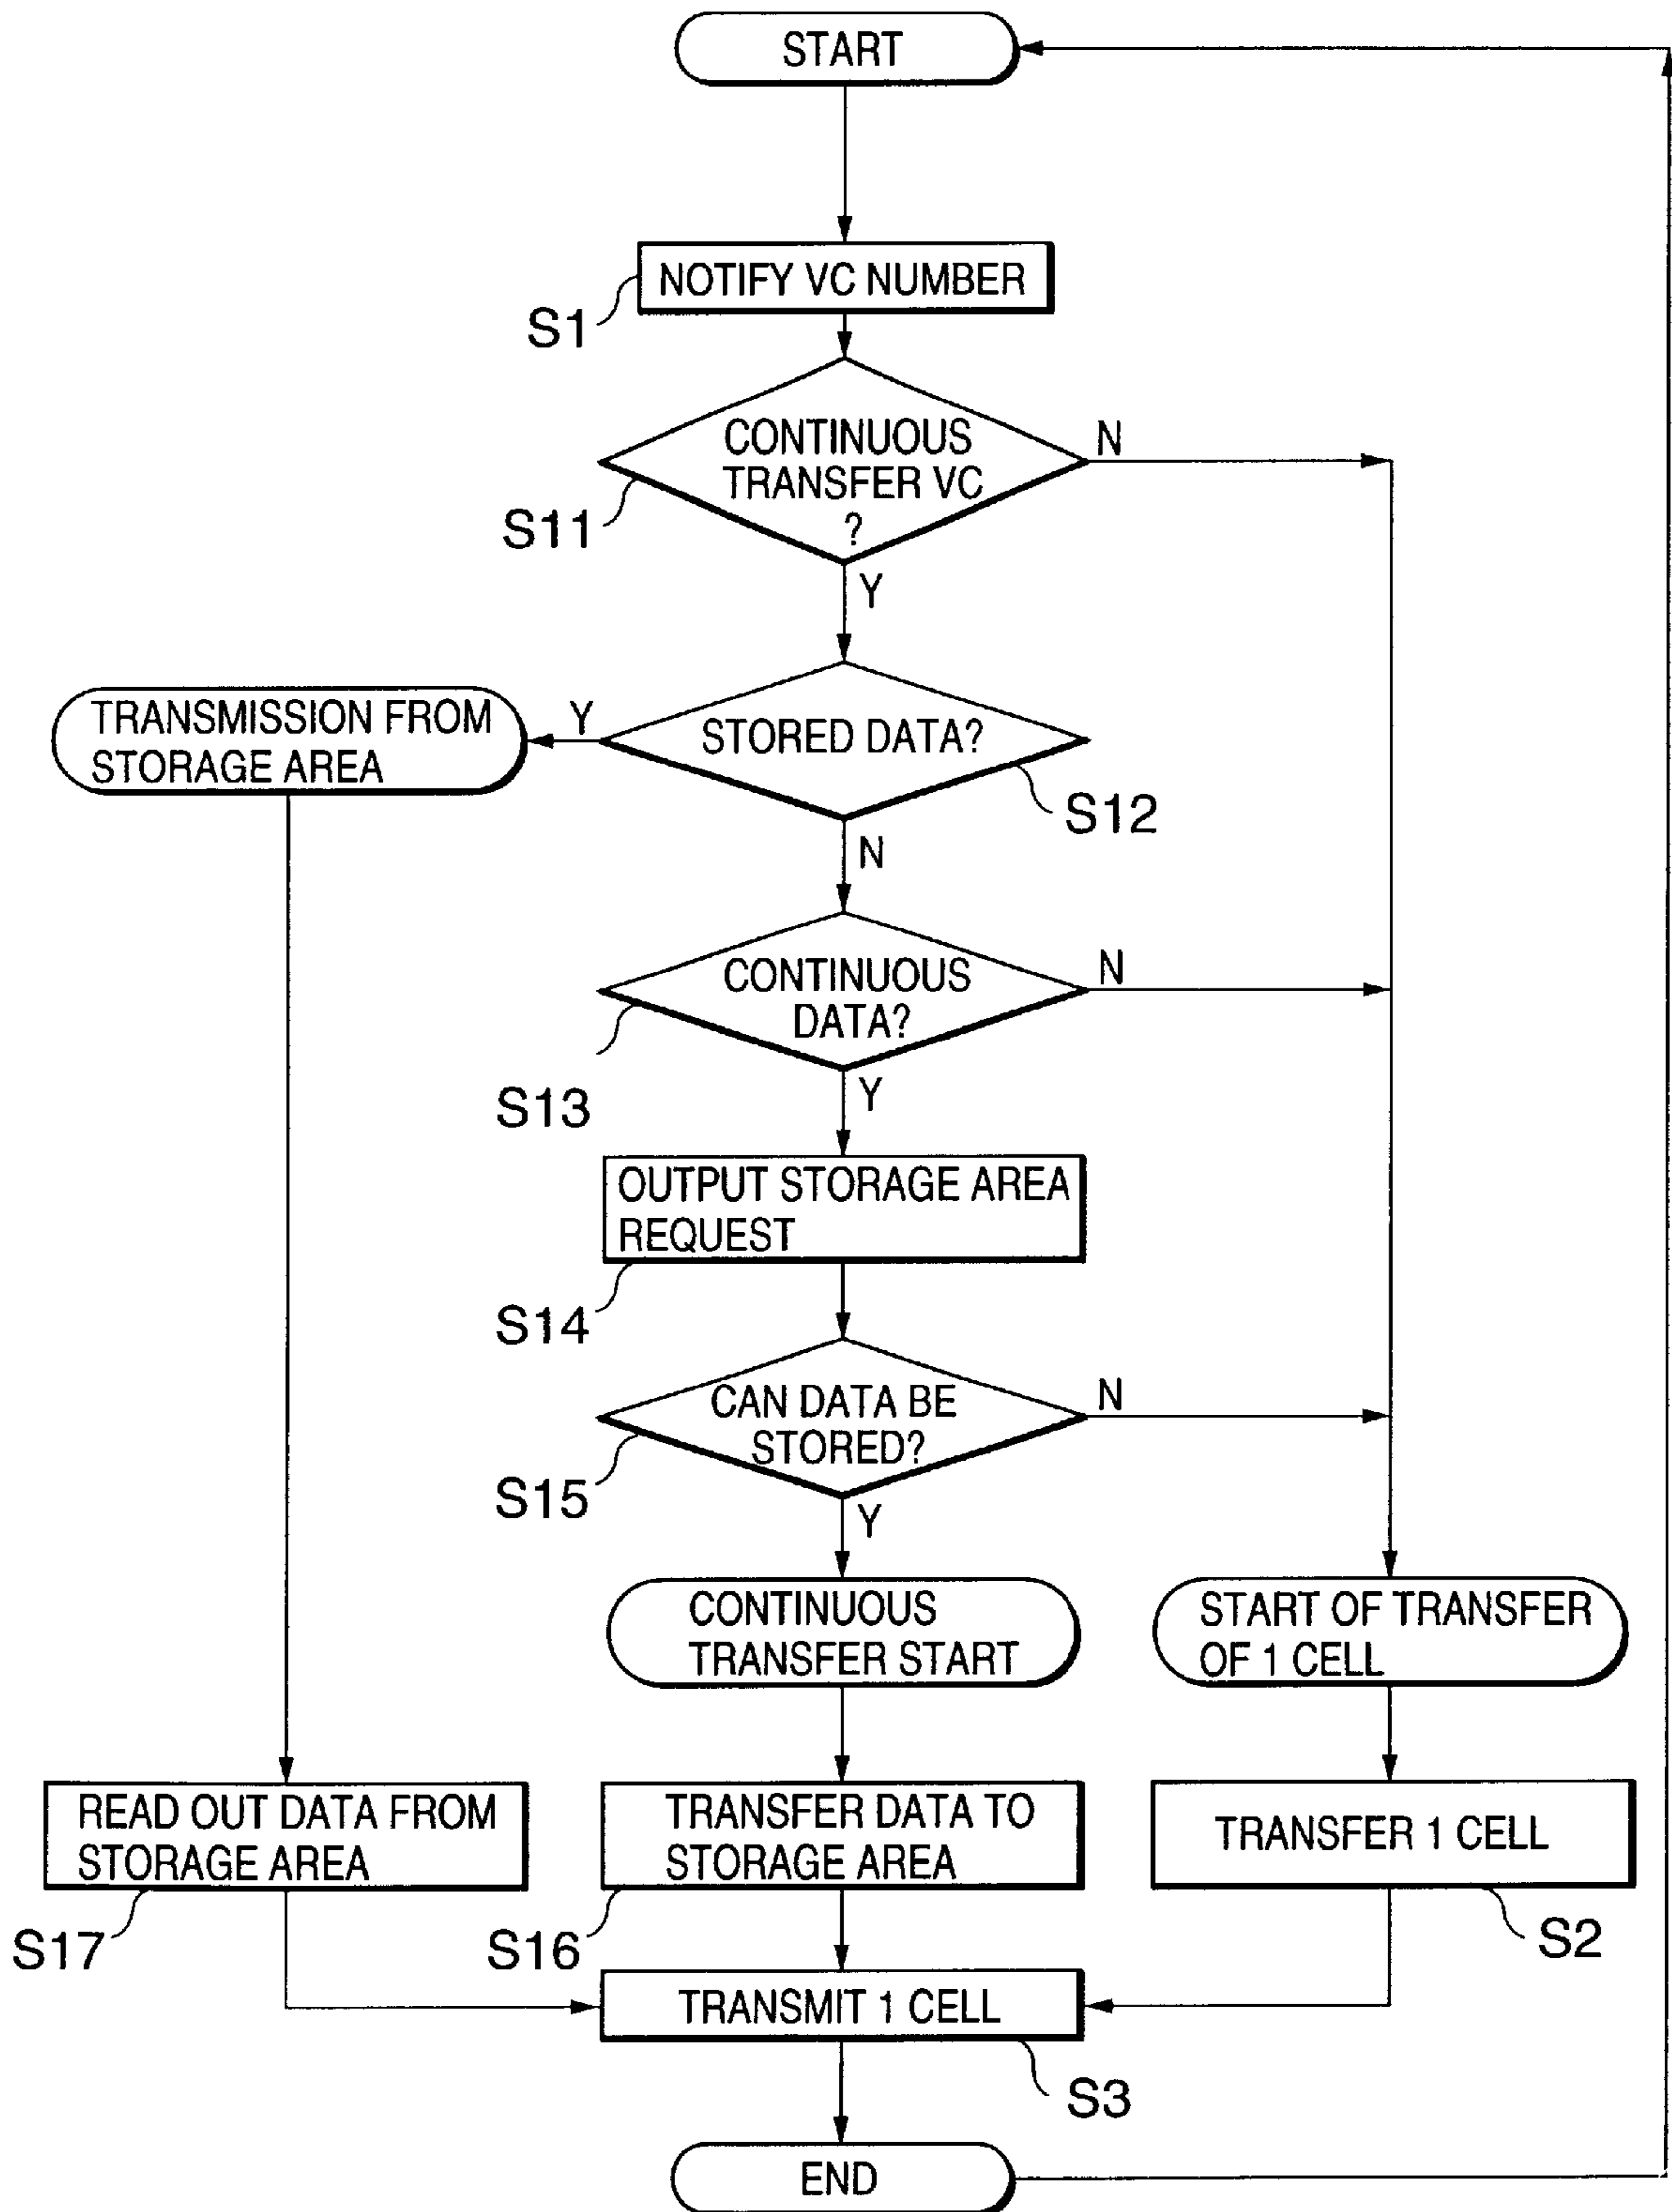 START
NOTIFY VC NUMBER
S1
CONTINUOUS
TRANSFER VC
?
N
S11
Y
TRANSMISSION FROM
STORAGE AREA
Y
STORED DATA?
S12
N
CONTINUOUS
DATA?
N
S13
Y
OUTPUT STORAGE AREA
REQUEST
S14
CAN DATA BE
STORED?
N
S15
Y
CONTINUOUS
TRANSFER START
START OF TRANSFER
OF 1 CELL
READ OUT DATA FROM
STORAGE AREA
TRANSFER DATA TO
STORAGE AREA
TRANSFER 1 CELL
S17
S16
S2
TRANSMIT 1 CELL
S3
END